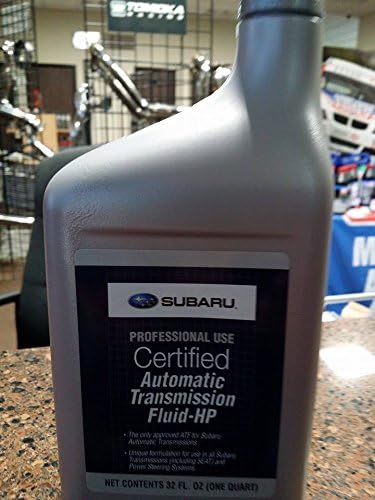 TOMOKA
SUBARU
PROFESSIONAL USE
Certified
Automatic
Transmission
Fluid-HP
• The only approved ATF for Subaru
Automatic Transmissions.
• Unique formulation for use in all Subaru
Transmissions (including 5EAT) and
Power Steering Systems.
NET CONTENTS 32 FL. OZ (ONE QUART)